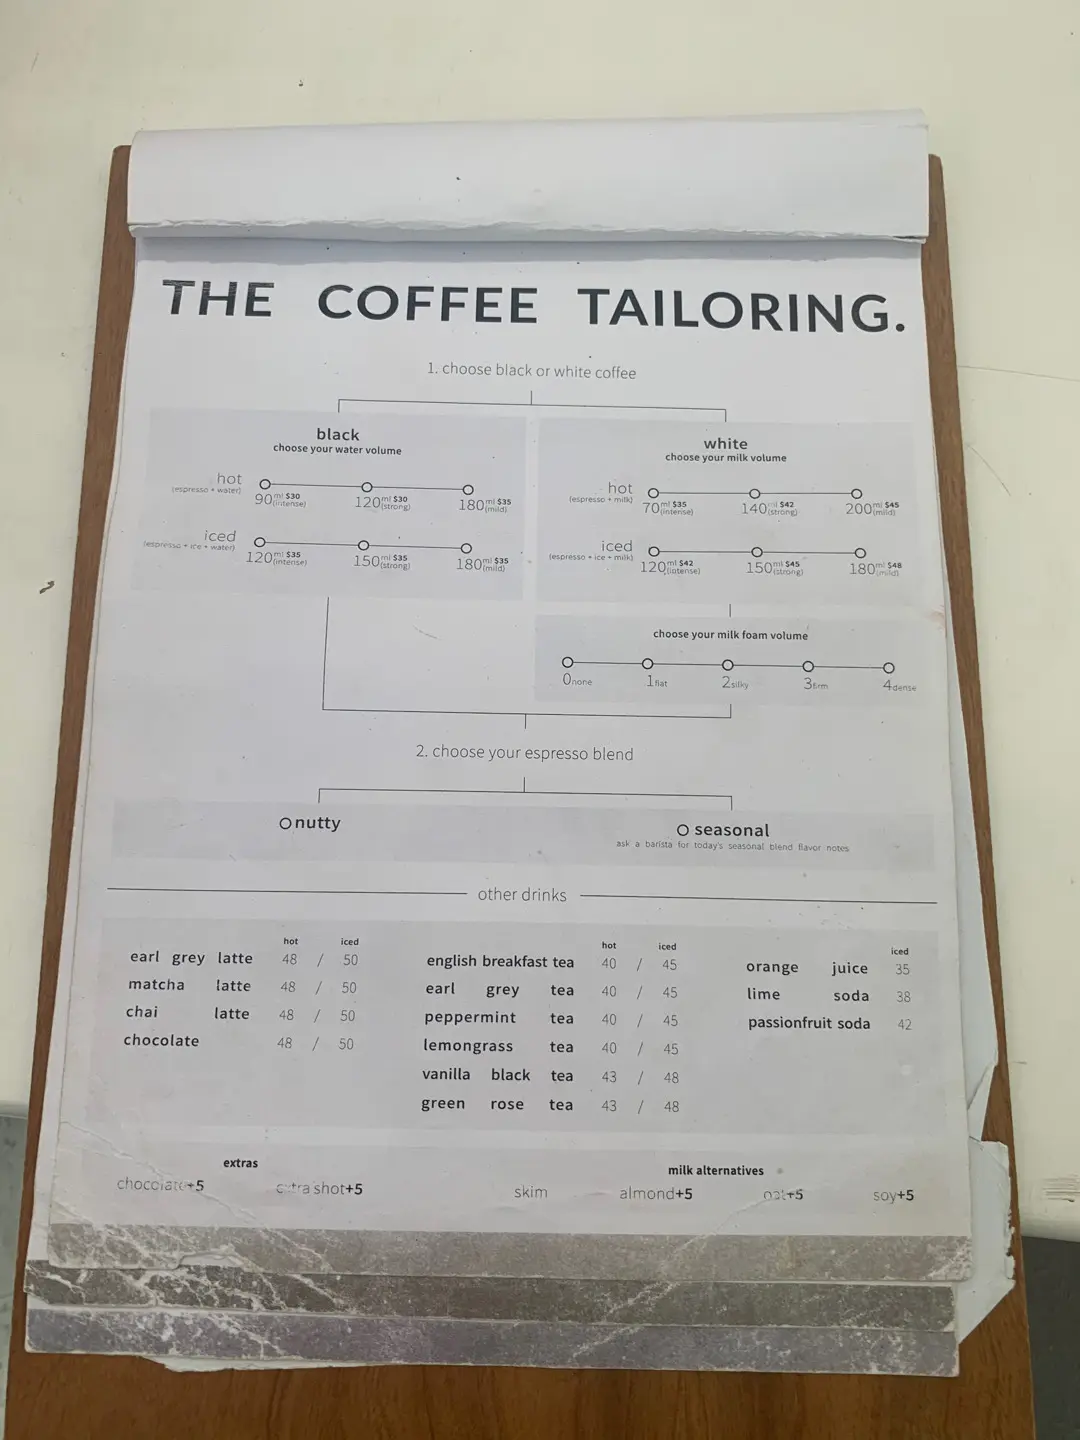 THE COFFEE TAILORING.
1. choose black or white coffee
black
choose your water volume
hot
(espresso + water)
90ml $30 (intense) 120ml $30 (strong) 180ml $35 (mild)
iced
(espresso + ice + water)
120ml $35 (intense) 150ml $35 (strong) 180ml $35 (mild)
white
choose your milk volume
hot
(espresso + milk)
70ml $35 (intense) 140ml $42 (strong) 200ml $45 (mild)
iced
(espresso + ice + milk)
120ml $42 (intense) 150ml $45 (strong) 180ml $48 (mild)
choose your milk foam volume
0none 1flat 2silky 3firm 4dense
2. choose your espresso blend
nutty
seasonal
ask a barista for today's seasonal blend flavor notes
other drinks
hot iced
earl grey latte 48 / 50
matcha latte 48 / 50
chai latte 48 / 50
chocolate 48 / 50
hot iced
english breakfast tea 40 / 45
earl grey tea 40 / 45
peppermint tea 40 / 45
lemongrass tea 40 / 45
vanilla black tea 43 / 48
green rose tea 43 / 48
iced
orange juice 35
lime soda 38
passionfruit soda 42
extras
chocolate+5 extra shot+5
milk alternatives
skim almond+5 oat+5 soy+5